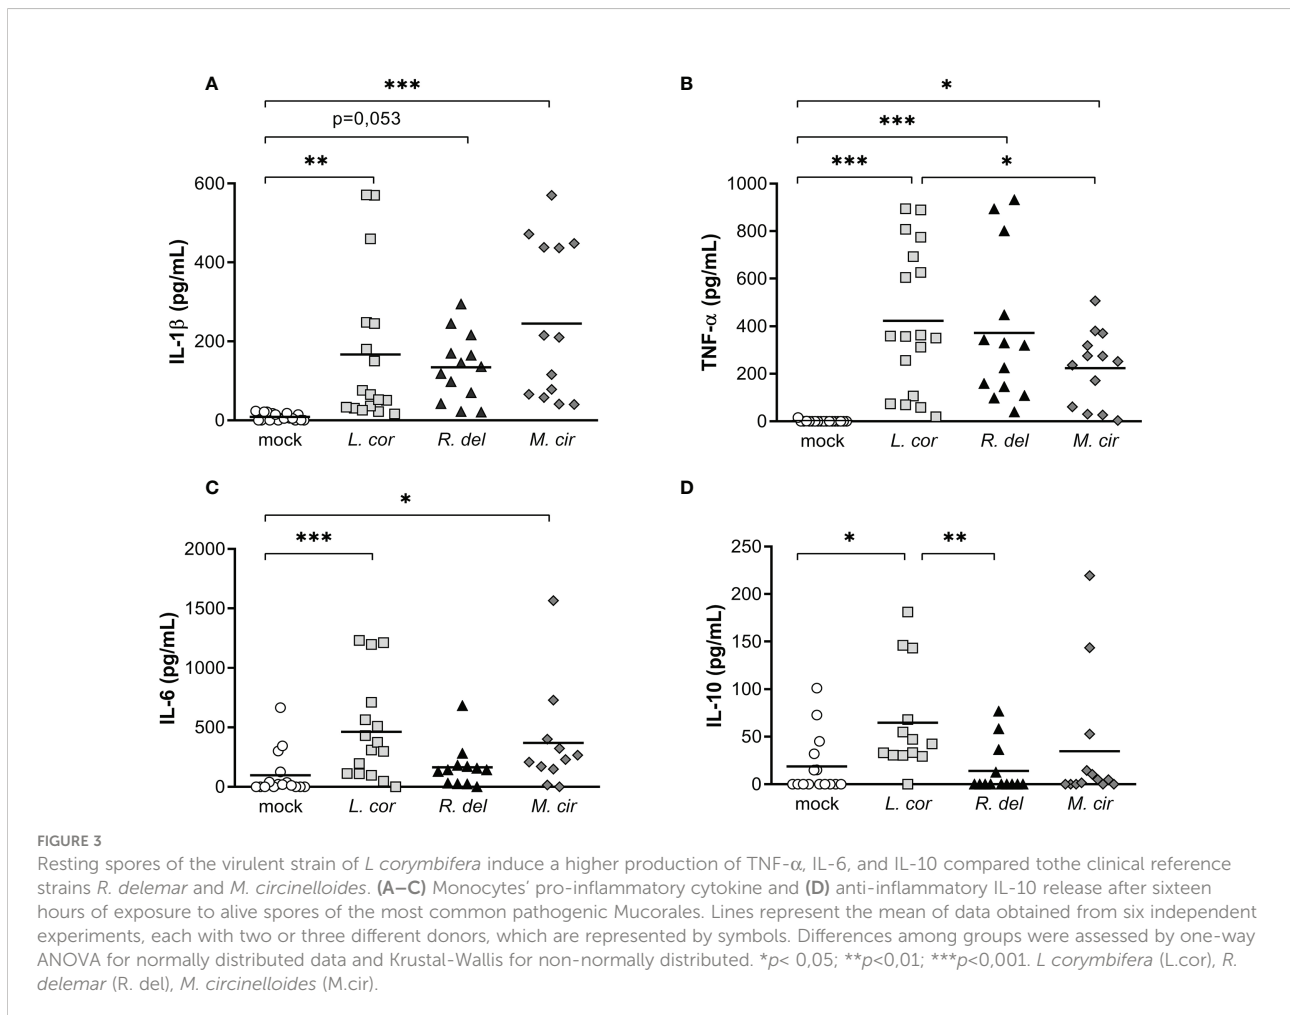 A
***
p=0,053
**
600
400
200
0
IL-1β (pg/mL)
mock L. cor R. del M. cir
B
*
***
*** *
1000
800
600
400
200
0
TNF-α (pg/mL)
mock L. cor R. del M. cir
C
*
***
2000
1500
1000
500
0
IL-6 (pg/mL)
mock L. cor R. del M. cir
D
* **
250
200
150
100
50
0
IL-10 (pg/mL)
mock L. cor R. del M. cir
FIGURE 3
Resting spores of the virulent strain of L corymbifera induce a higher production of TNF-α, IL-6, and IL-10 compared tothe clinical reference
strains R. delemar and M. circinelloides. (A–C) Monocytes’ pro-inflammatory cytokine and (D) anti-inflammatory IL-10 release after sixteen
hours of exposure to alive spores of the most common pathogenic Mucorales. Lines represent the mean of data obtained from six independent
experiments, each with two or three different donors, which are represented by symbols. Differences among groups were assessed by one-way
ANOVA for normally distributed data and Krustal-Wallis for non-normally distributed. *p< 0,05; **p<0,01; ***p<0,001. L corymbifera (L.cor), R.
delemar (R. del), M. circinelloides (M.cir).